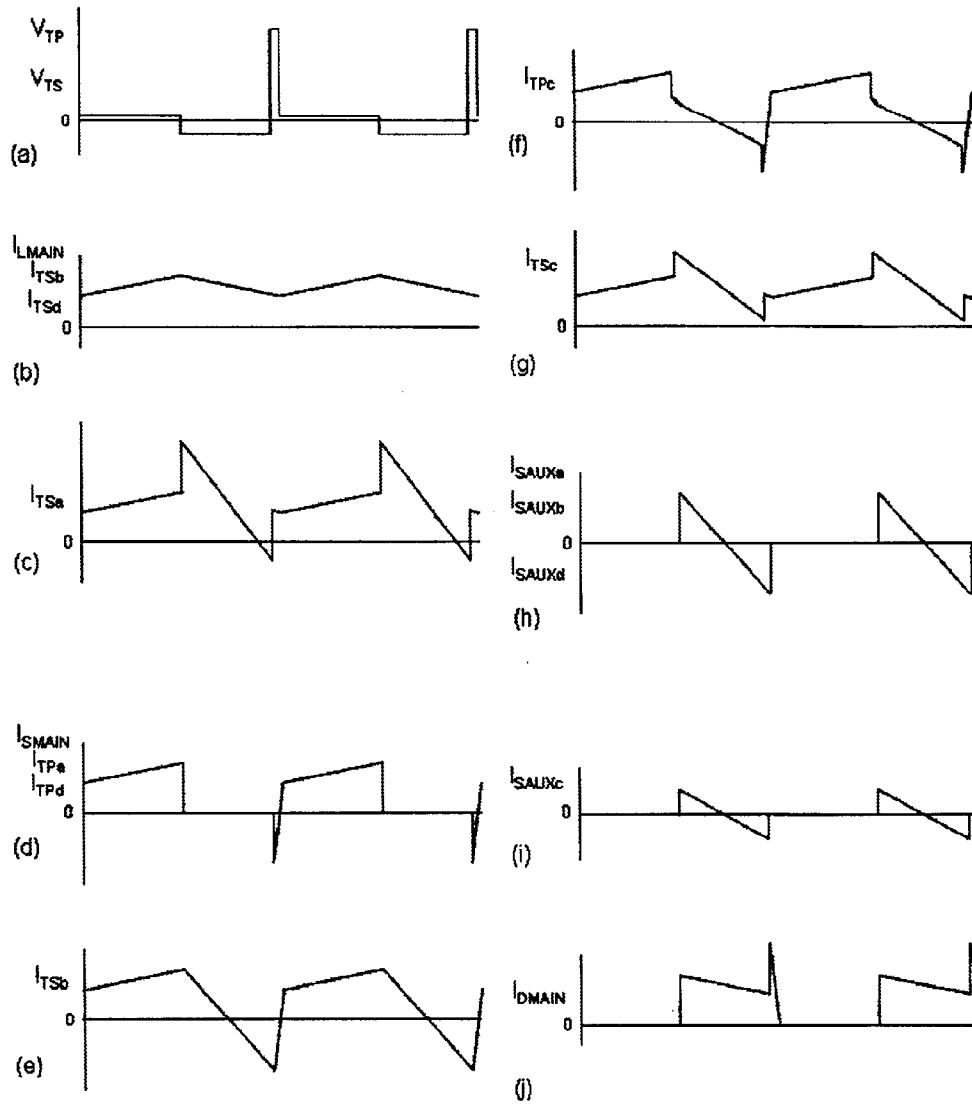 V_TP
V_TS
0
(a)
I_LMAIN
I_TSb
I_TSd
0
(b)
I_TSa
0
(c)
I_SMAIN
I_TPa
I_TPd
0
(d)
I_TSb
0
(e)
I_TPc
0
(f)
I_TSc
0
(g)
I_SAUXa
I_SAUXb
0
I_SAUXd
(h)
I_SAUXc
0
(i)
I_DMAIN
0
(j)